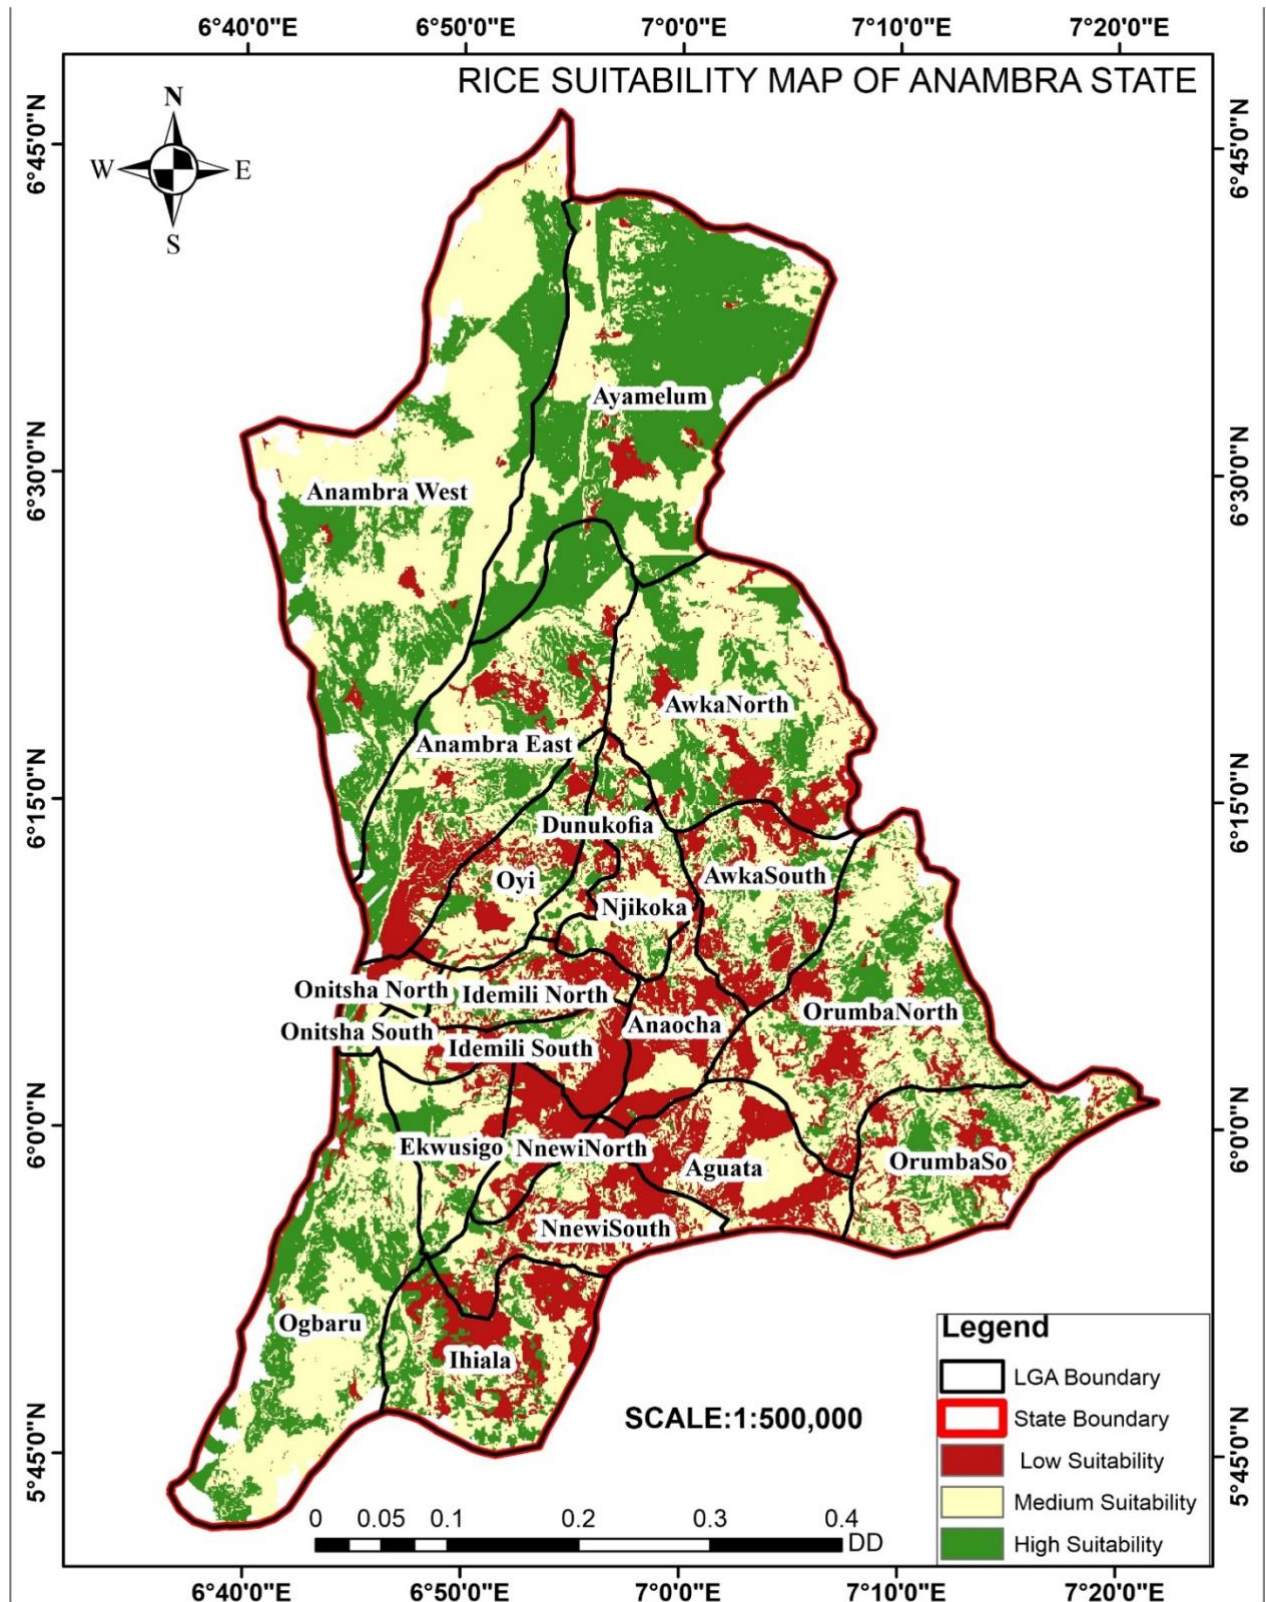 6°40'0"E 6°50'0"E 7°0'0"E 7°10'0"E 7°20'0"E
RICE SUITABILITY MAP OF ANAMBRA STATE
N
W E
S
6°45'0"N 6°45'0"N
Ayamelum
Anambra West
6°30'0"N 6°30'0"N
AwkaNorth
Anambra East
6°15'0"N 6°15'0"N
Dunukofia
Oyi
AwkaSouth
Njikoka
Onitsha North Idemili North
OrumbaNorth
Onitsha South
Anaocha
Idemili South
6°0'0"N 6°0'0"N
Ekwusigo NnewiNorth
Aguata
OrumbaSo
NnewiSouth
Ogbaru
Ihiala
Legend
LGA Boundary
State Boundary
Low Suitability
Medium Suitability
High Suitability
SCALE:1:500,000
5°45'0"N 5°45'0"N
0 0.05 0.1 0.2 0.3 0.4
DD
6°40'0"E 6°50'0"E 7°0'0"E 7°10'0"E 7°20'0"E